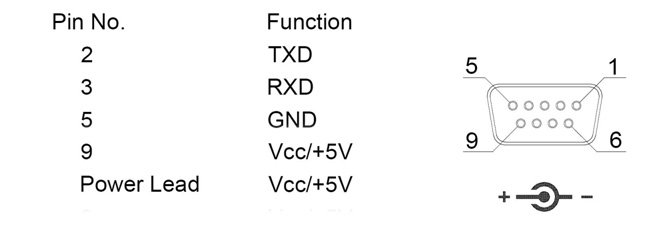 Pin No. Function
2 TXD
3 RXD
5 GND
9 Vcc/+5V
Power Lead Vcc/+5V
5 1
9 6
+ −